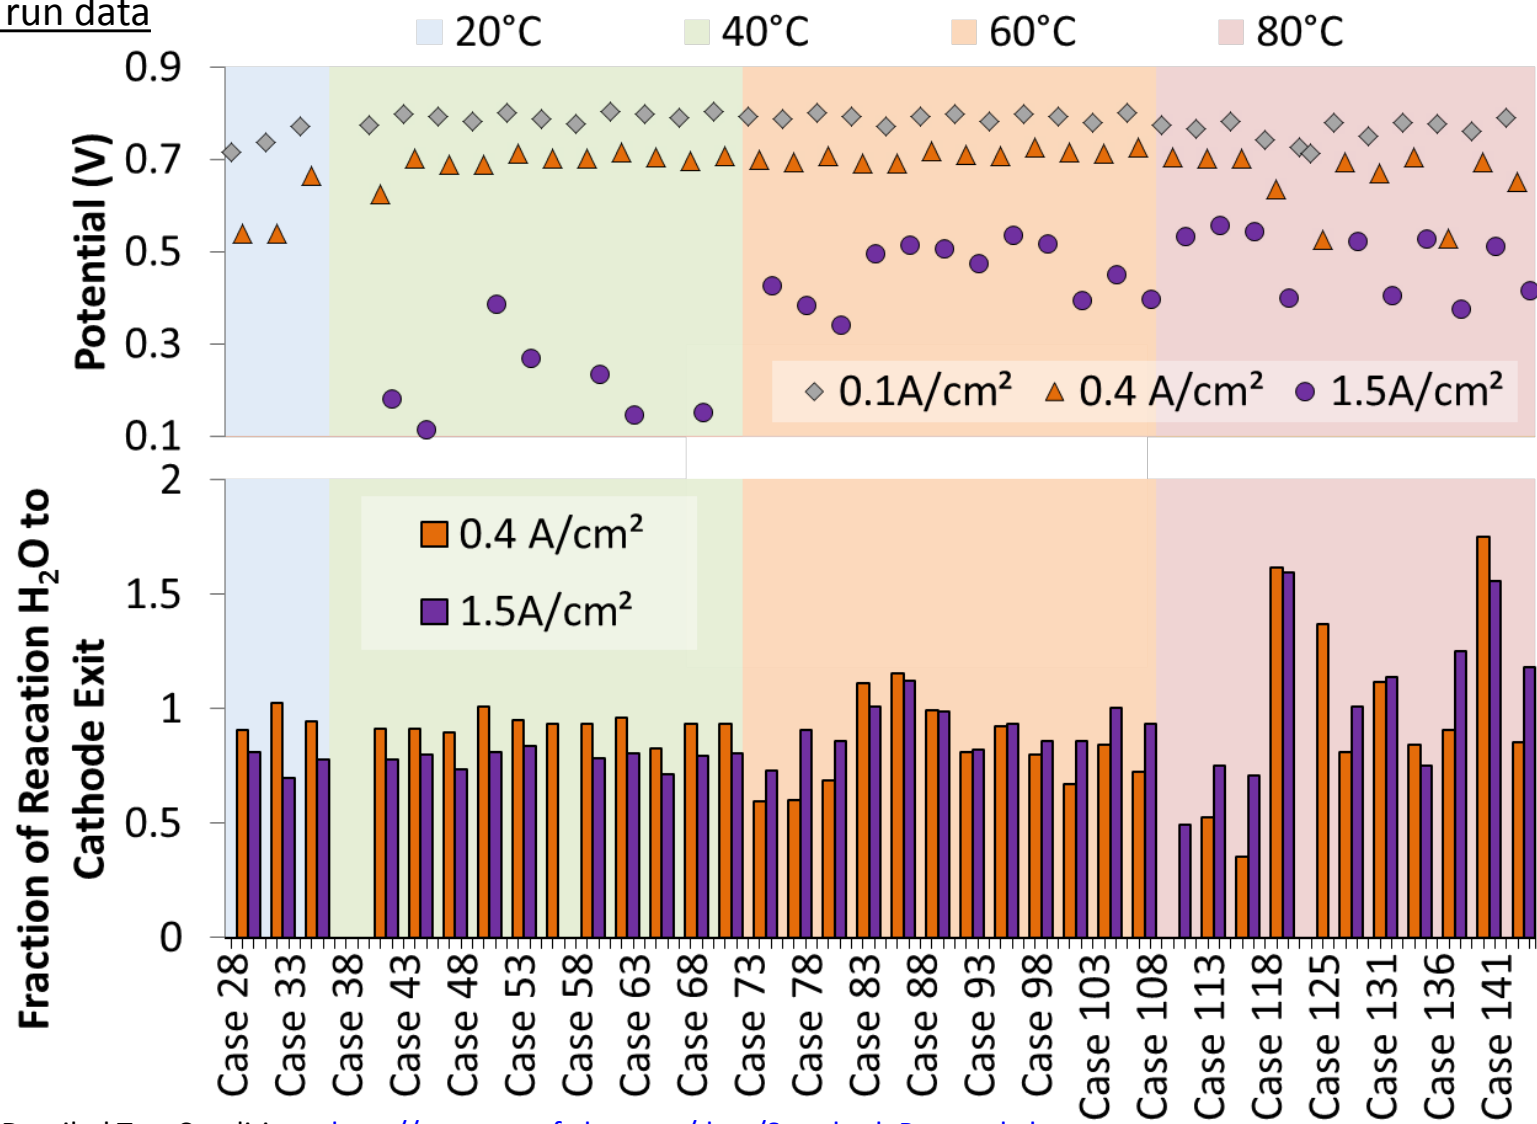 run data
20°C 40°C 60°C 80°C
Potential (V)
0.9
0.7
0.5
0.3
0.1
0.1A/cm² 0.4 A/cm² 1.5A/cm²
Fraction of Reacation H₂O to
Cathode Exit
2
1.5
1
0.5
0
0.4 A/cm²
1.5A/cm²
Case 28
Case 33
Case 38
Case 43
Case 48
Case 53
Case 58
Case 63
Case 68
Case 73
Case 78
Case 83
Case 88
Case 93
Case 98
Case 103
Case 108
Case 113
Case 118
Case 125
Case 131
Case 136
Case 141